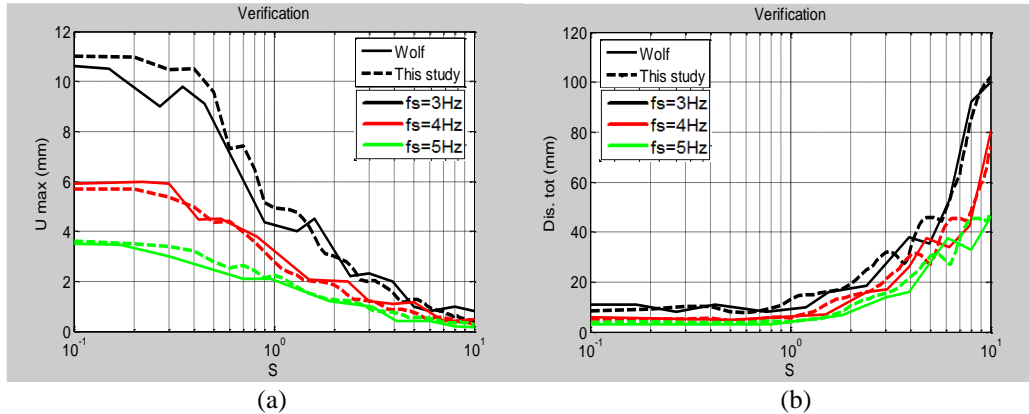 Verification
U max (mm)
12
10
8
6
4
2
0
10^-1
10^0
10^1
S
Wolf
This study
fs=3Hz
fs=4Hz
fs=5Hz
(a)
Verification
Dis. tot (mm)
120
100
80
60
40
20
0
10^-1
10^0
10^1
S
Wolf
This study
fs=3Hz
fs=4Hz
fs=5Hz
(b)